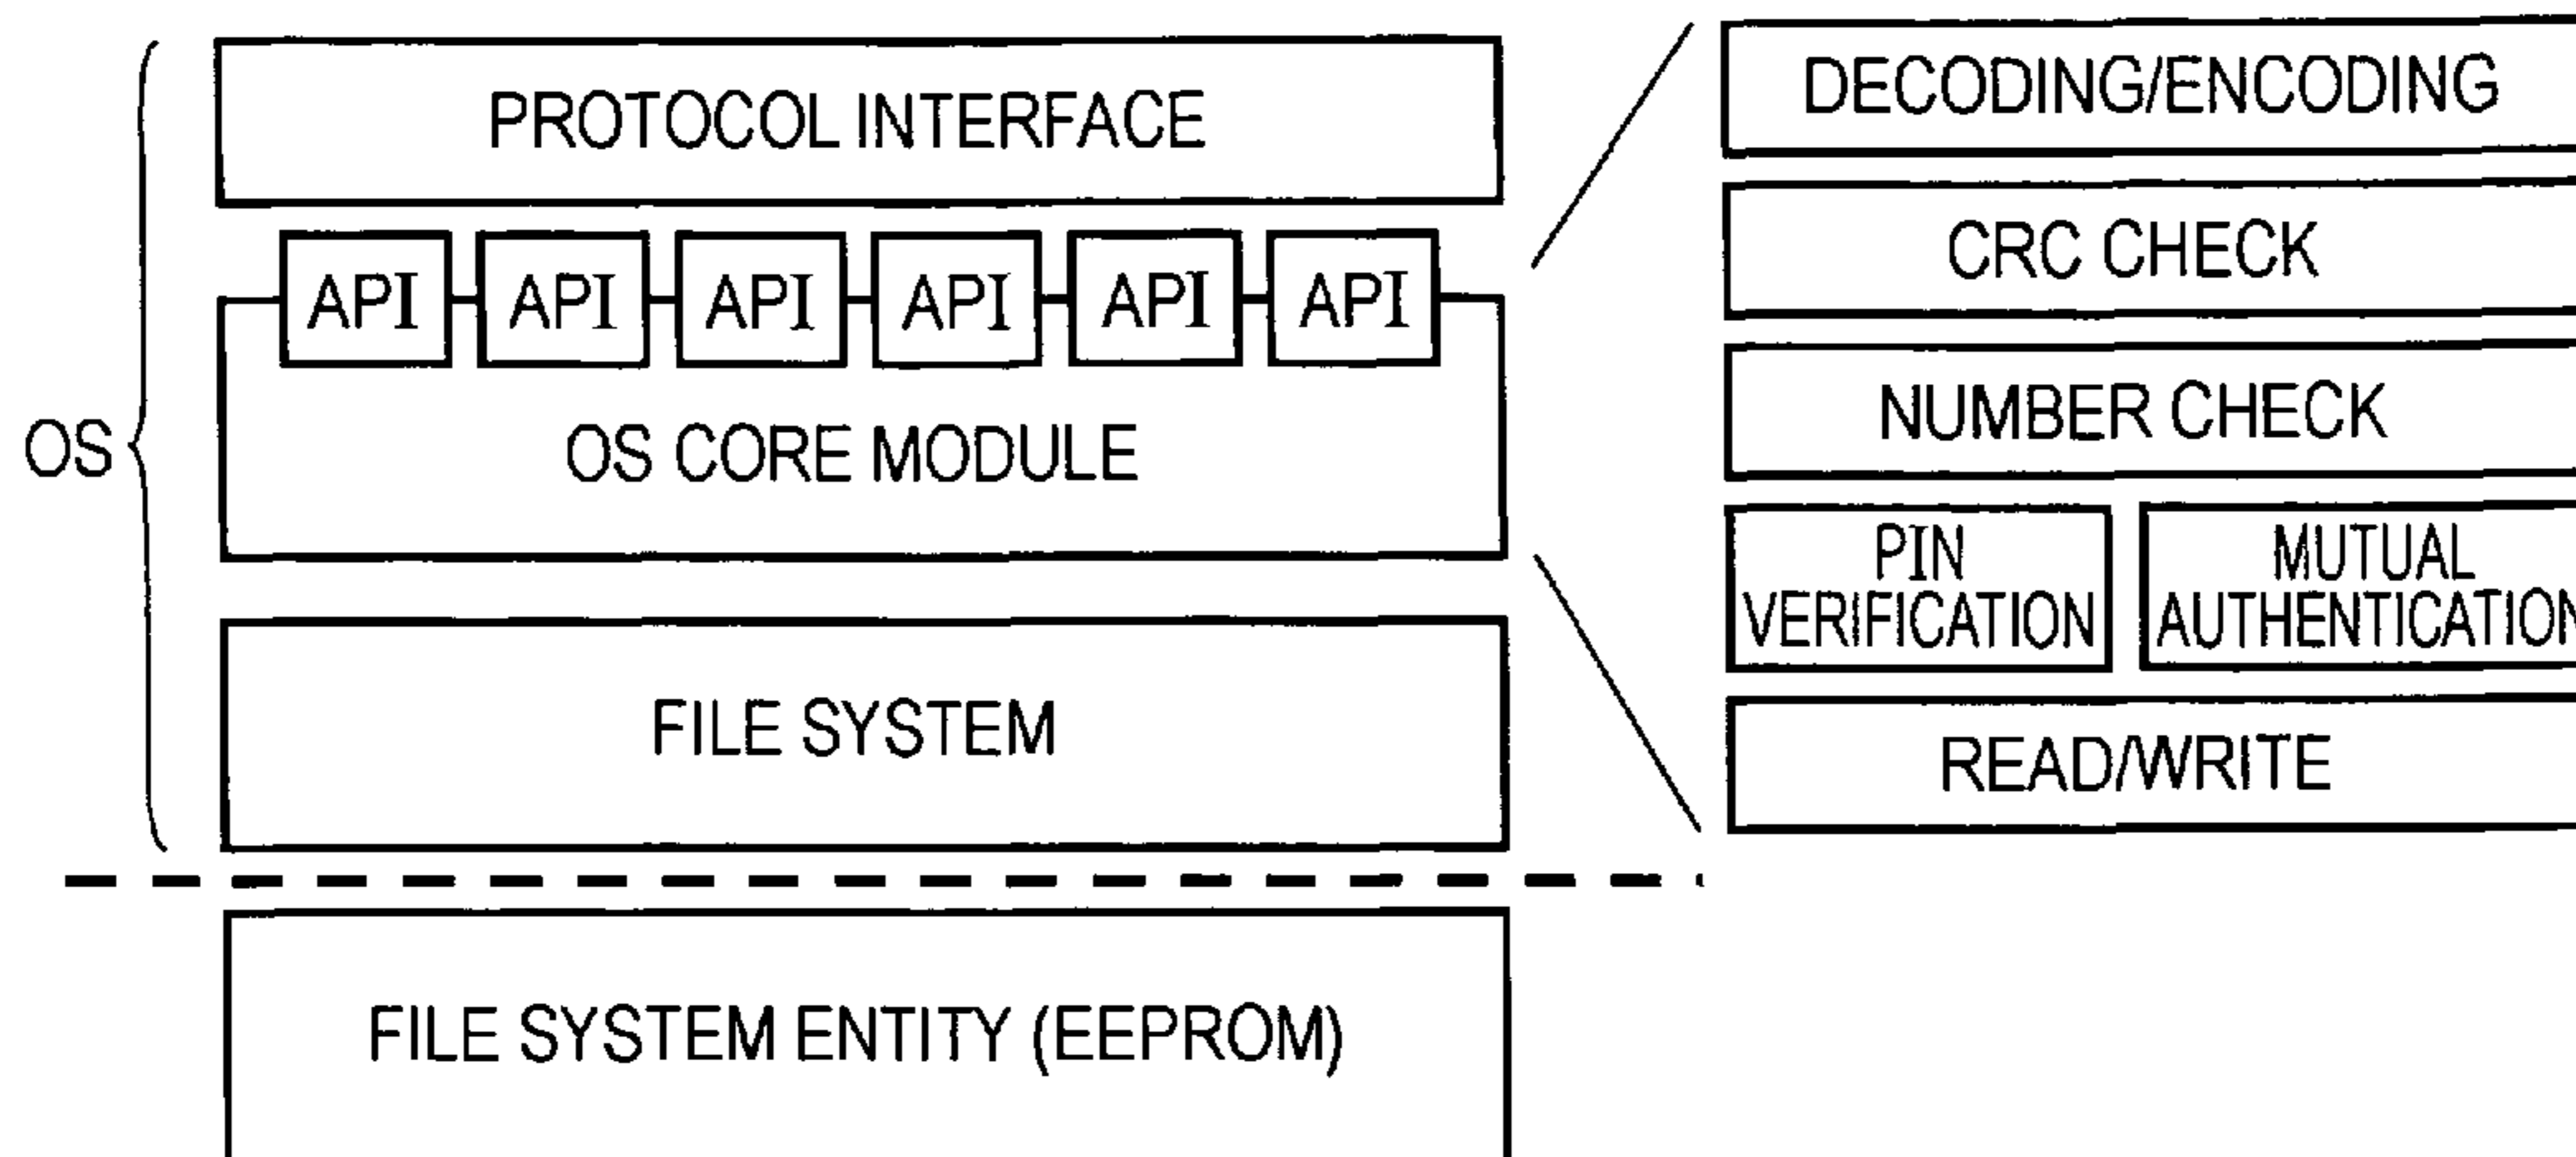 PROTOCOL INTERFACE
API API API API API API
OS CORE MODULE
OS
FILE SYSTEM
FILE SYSTEM ENTITY (EEPROM)
DECODING/ENCODING
CRC CHECK
NUMBER CHECK
PIN
VERIFICATION
MUTUAL
AUTHENTICATION
READ/WRITE